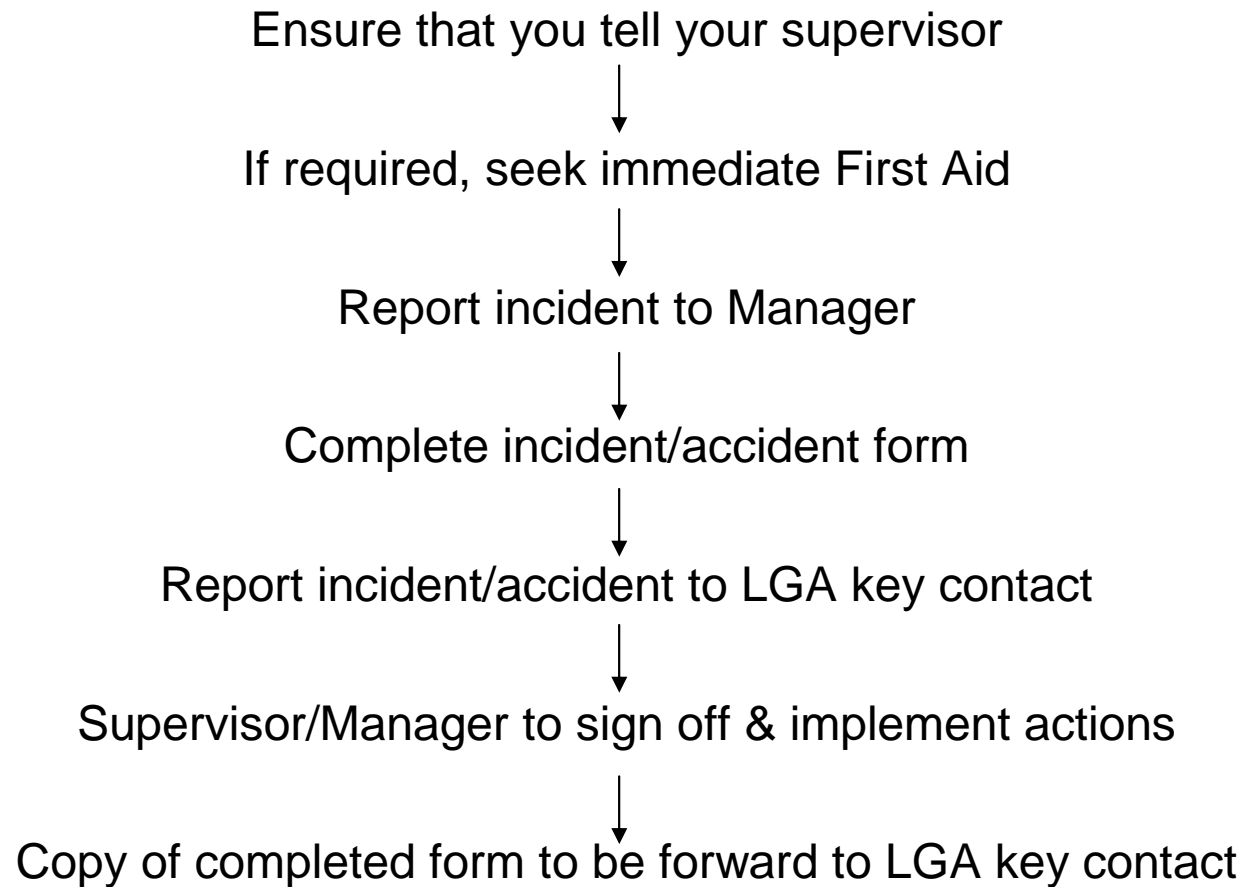 Ensure that you tell your supervisor
If required, seek immediate First Aid
Report incident to Manager
Complete incident/accident form
Report incident/accident to LGA key contact
Supervisor/Manager to sign off & implement actions
Copy of completed form to be forward to LGA key contact